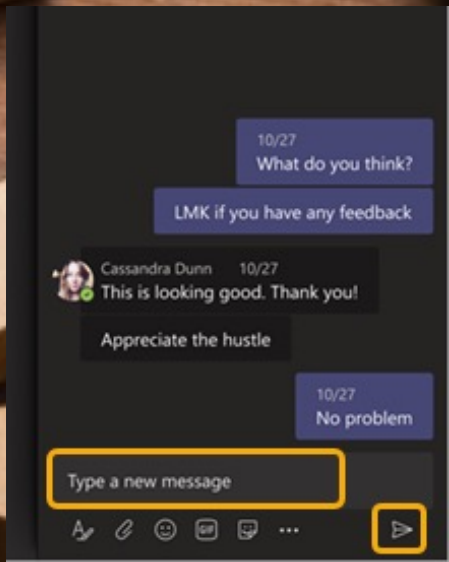 10/27
What do you think?
LMK if you have any feedback
Cassandra Dunn 10/27
This is looking good. Thank you!
Appreciate the hustle
10/27
No problem
Type a new message
GIF